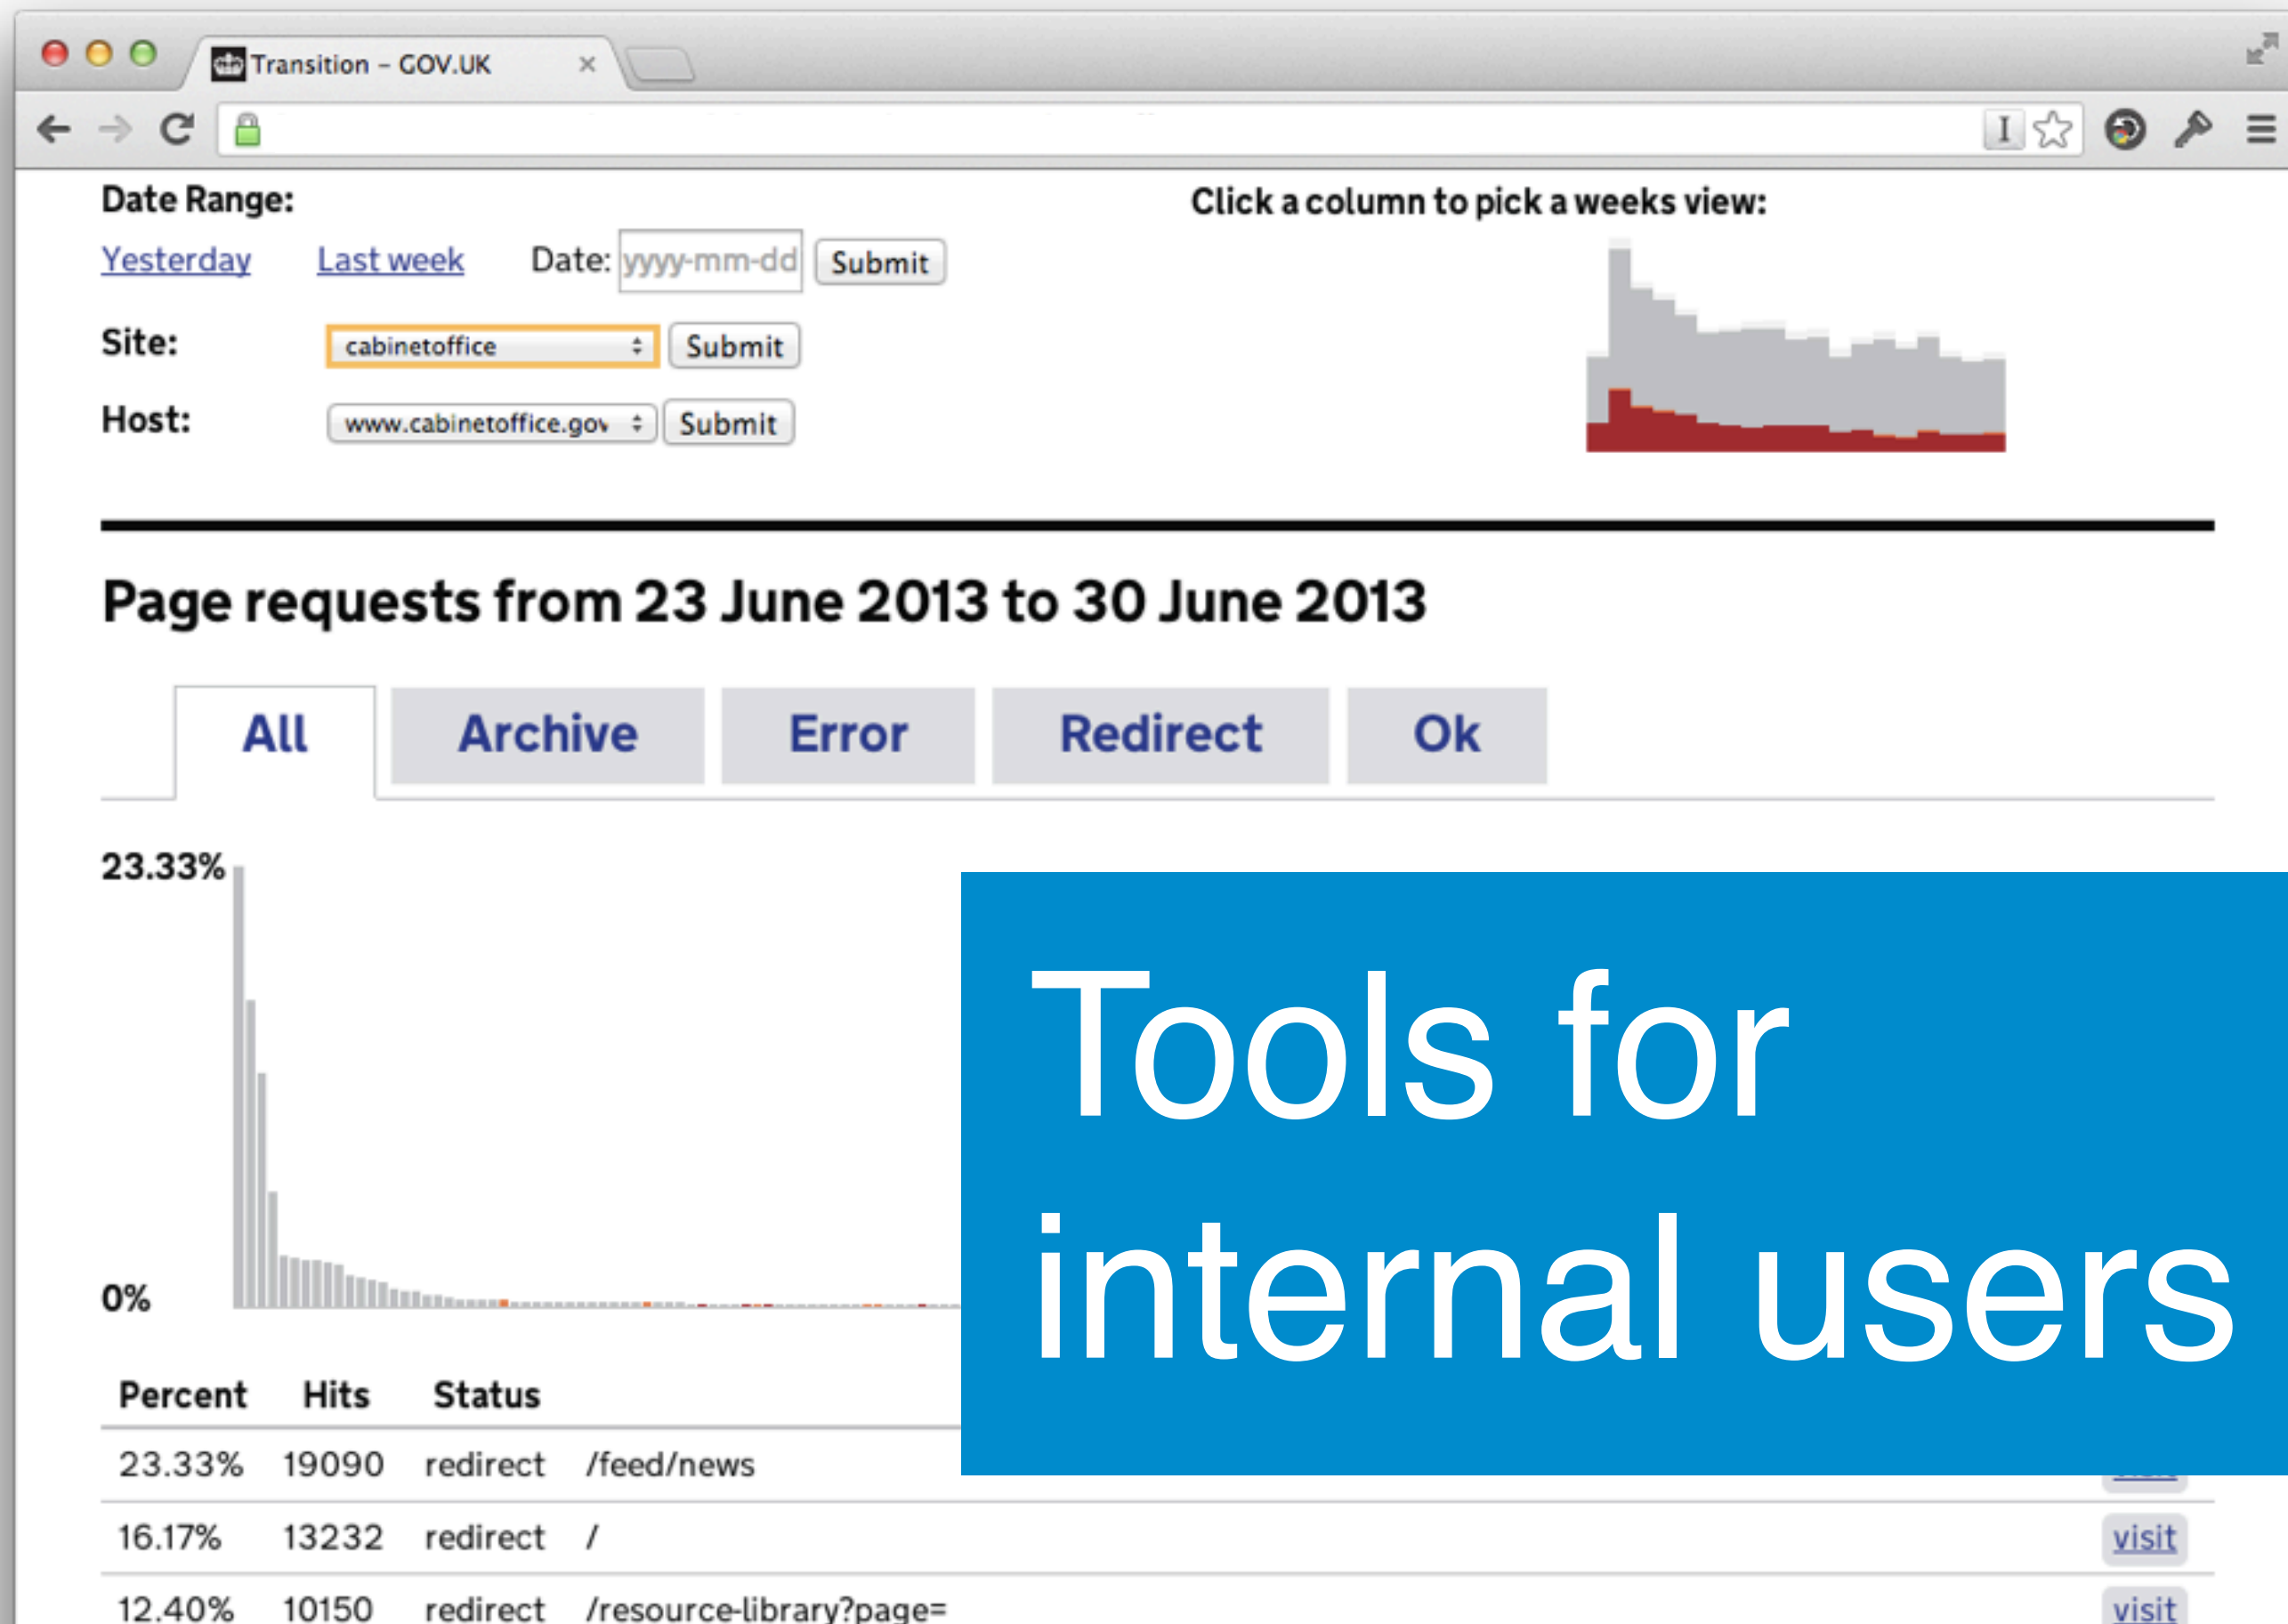 Transition – GOV.UK
Date Range:
Click a column to pick a weeks view:
Yesterday Last week Date: yyyy-mm-dd Submit
Site: cabinetoffice Submit
Host: www.cabinetoffice.gov Submit
Page requests from 23 June 2013 to 30 June 2013
All Archive Error Redirect Ok
23.33%
0%
Tools for
internal users
Percent Hits Status
23.33% 19090 redirect /feed/news
16.17% 13232 redirect / visit
12.40% 10150 redirect /resource-library?page= visit